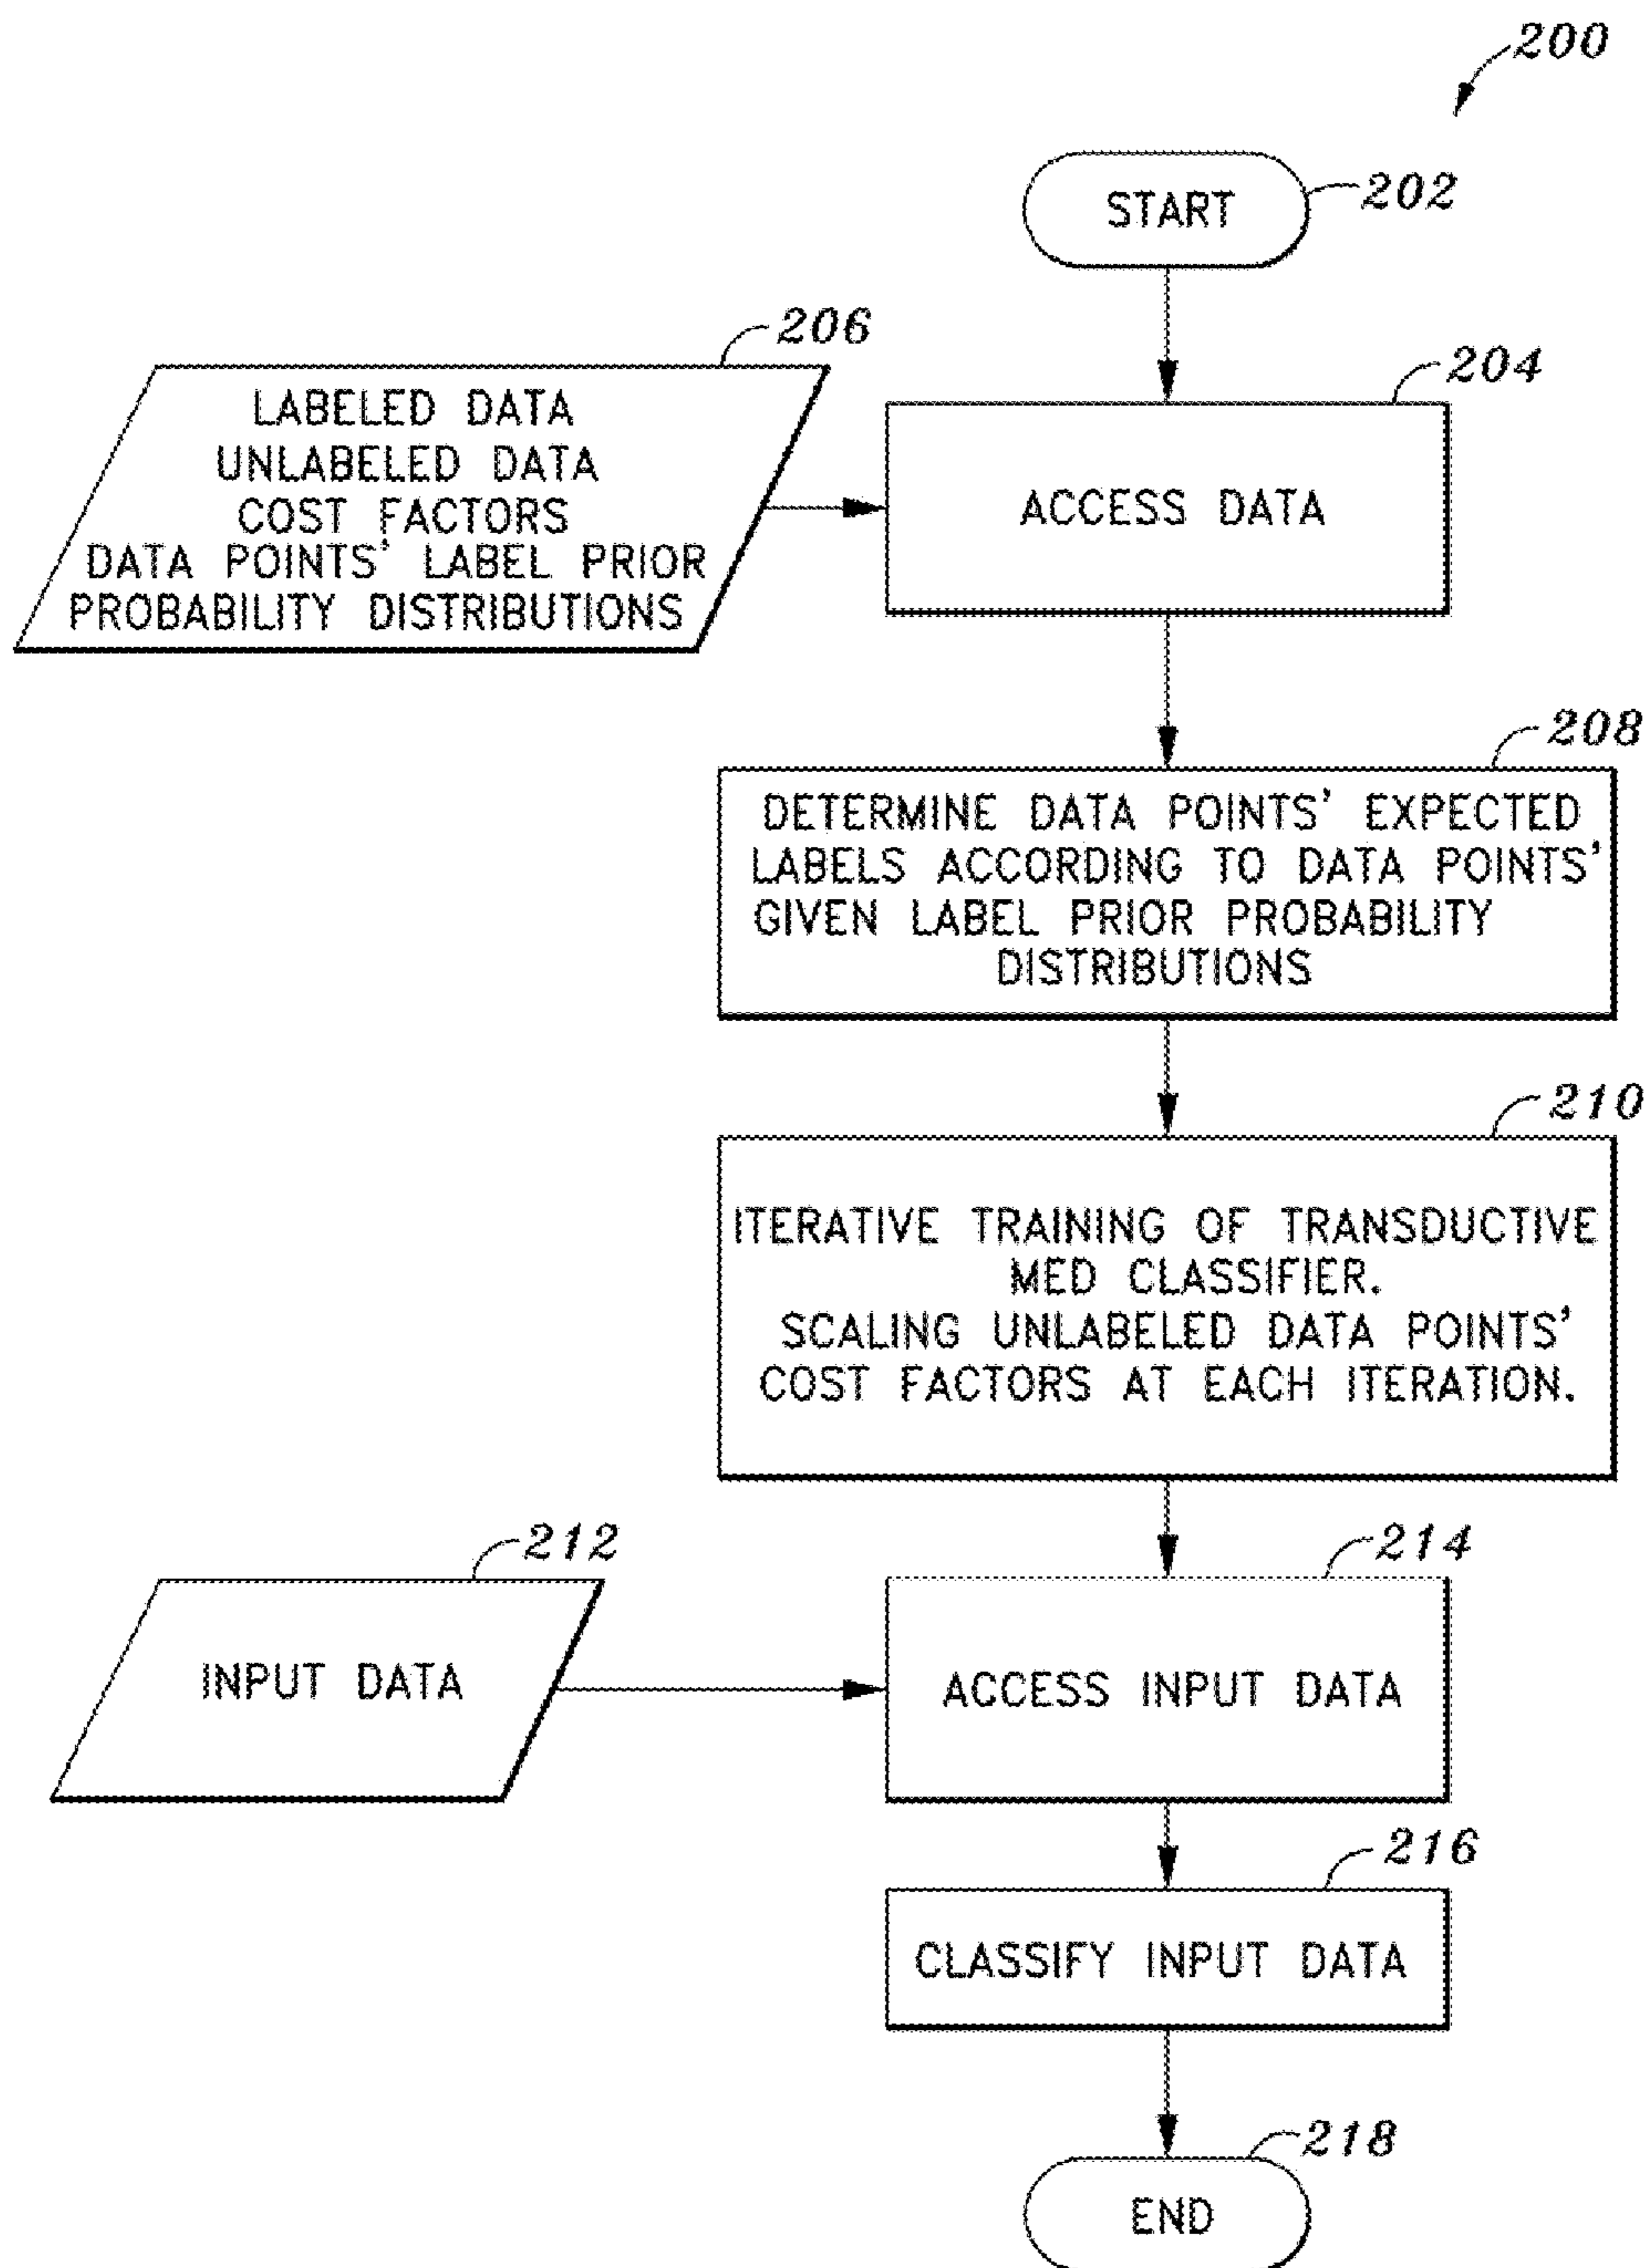 200
START
202
206
LABELED DATA
UNLABELED DATA
COST FACTORS
DATA POINTS' LABEL PRIOR
PROBABILITY DISTRIBUTIONS
204
ACCESS DATA
208
DETERMINE DATA POINTS' EXPECTED
LABELS ACCORDING TO DATA POINTS'
GIVEN LABEL PRIOR PROBABILITY
DISTRIBUTIONS
210
ITERATIVE TRAINING OF TRANSDUCTIVE
MED CLASSIFIER.
SCALING UNLABELED DATA POINTS'
COST FACTORS AT EACH ITERATION.
212
INPUT DATA
214
ACCESS INPUT DATA
216
CLASSIFY INPUT DATA
218
END